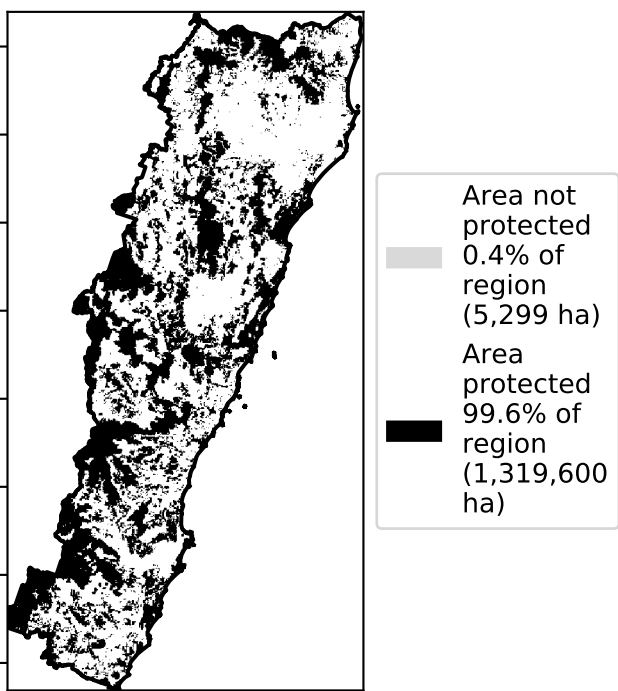 Area not
protected
0.4% of
region
(5,299 ha)
Area
protected
99.6% of
region
(1,319,600
ha)